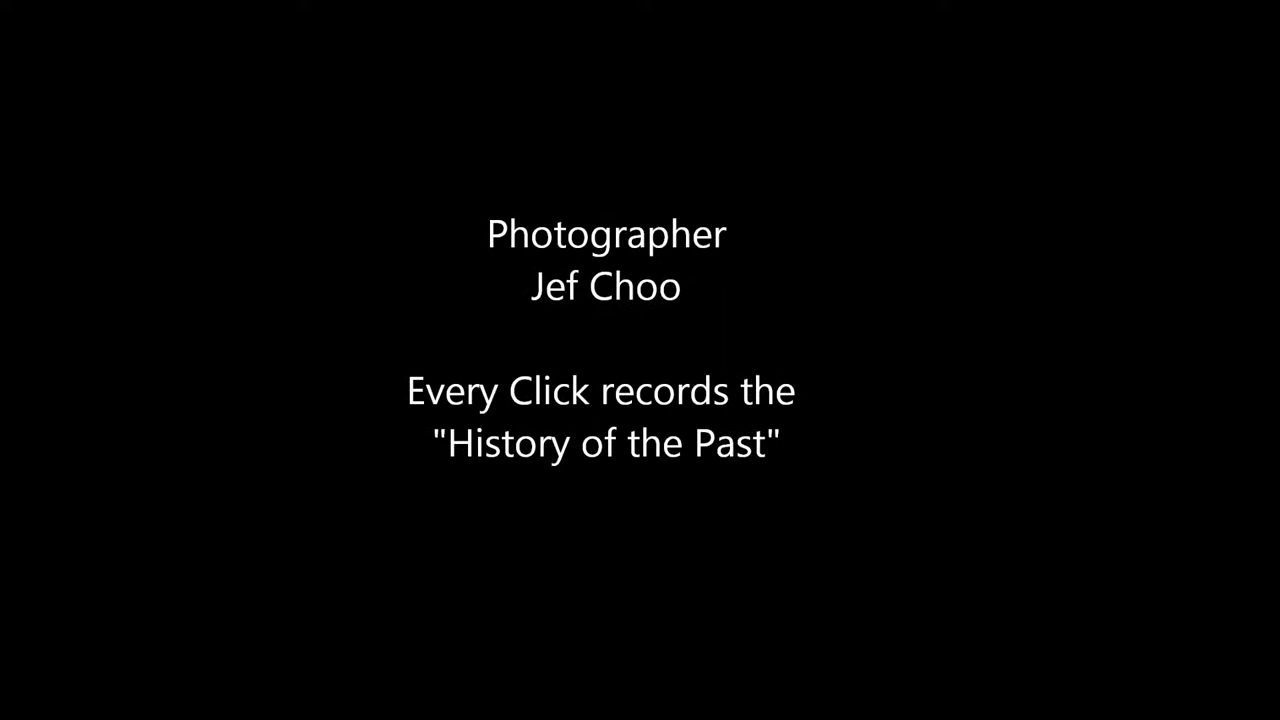 Photographer
Jef Choo
Every Click records the
"History of the Past"